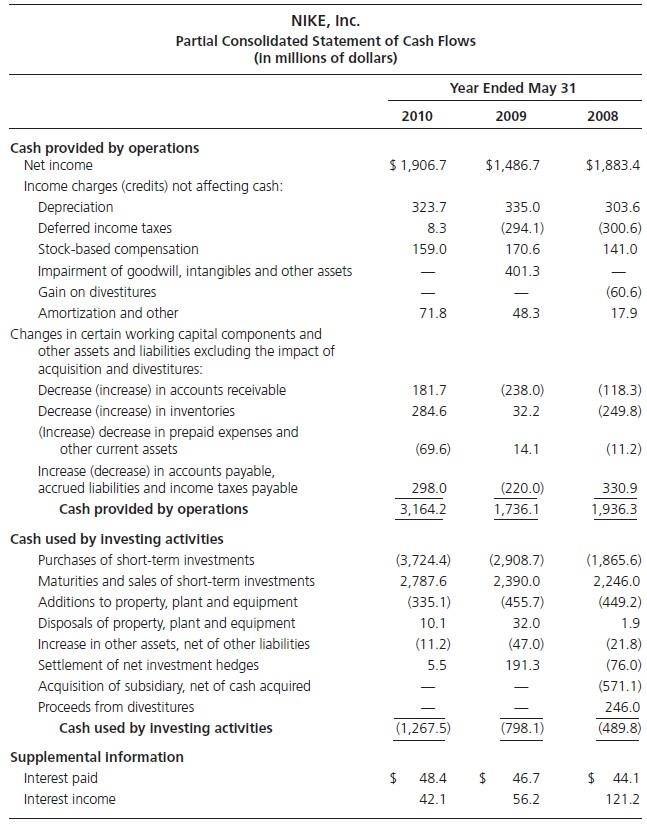 NIKE, Inc.
Partial Consolidated Statement of Cash Flows
(in millions of dollars)
Year Ended May 31
2010 2009 2008
Cash provided by operations
Net income $ 1,906.7 $1,486.7 $1,883.4
Income charges (credits) not affecting cash:
Depreciation 323.7 335.0 303.6
Deferred income taxes 8.3 (294.1) (300.6)
Stock-based compensation 159.0 170.6 141.0
Impairment of goodwill, intangibles and other assets — 401.3 —
Gain on divestitures — — (60.6)
Amortization and other 71.8 48.3 17.9
Changes in certain working capital components and
other assets and liabilities excluding the impact of
acquisition and divestitures:
Decrease (increase) in accounts receivable 181.7 (238.0) (118.3)
Decrease (increase) in inventories 284.6 32.2 (249.8)
(Increase) decrease in prepaid expenses and
other current assets (69.6) 14.1 (11.2)
Increase (decrease) in accounts payable,
accrued liabilities and income taxes payable 298.0 (220.0) 330.9
Cash provided by operations 3,164.2 1,736.1 1,936.3
Cash used by investing activities
Purchases of short-term investments (3,724.4) (2,908.7) (1,865.6)
Maturities and sales of short-term investments 2,787.6 2,390.0 2,246.0
Additions to property, plant and equipment (335.1) (455.7) (449.2)
Disposals of property, plant and equipment 10.1 32.0 1.9
Increase in other assets, net of other liabilities (11.2) (47.0) (21.8)
Settlement of net investment hedges 5.5 191.3 (76.0)
Acquisition of subsidiary, net of cash acquired — — (571.1)
Proceeds from divestitures — — 246.0
Cash used by investing activities (1,267.5) (798.1) (489.8)
Supplemental information
Interest paid $ 48.4 $ 46.7 $ 44.1
Interest income 42.1 56.2 121.2